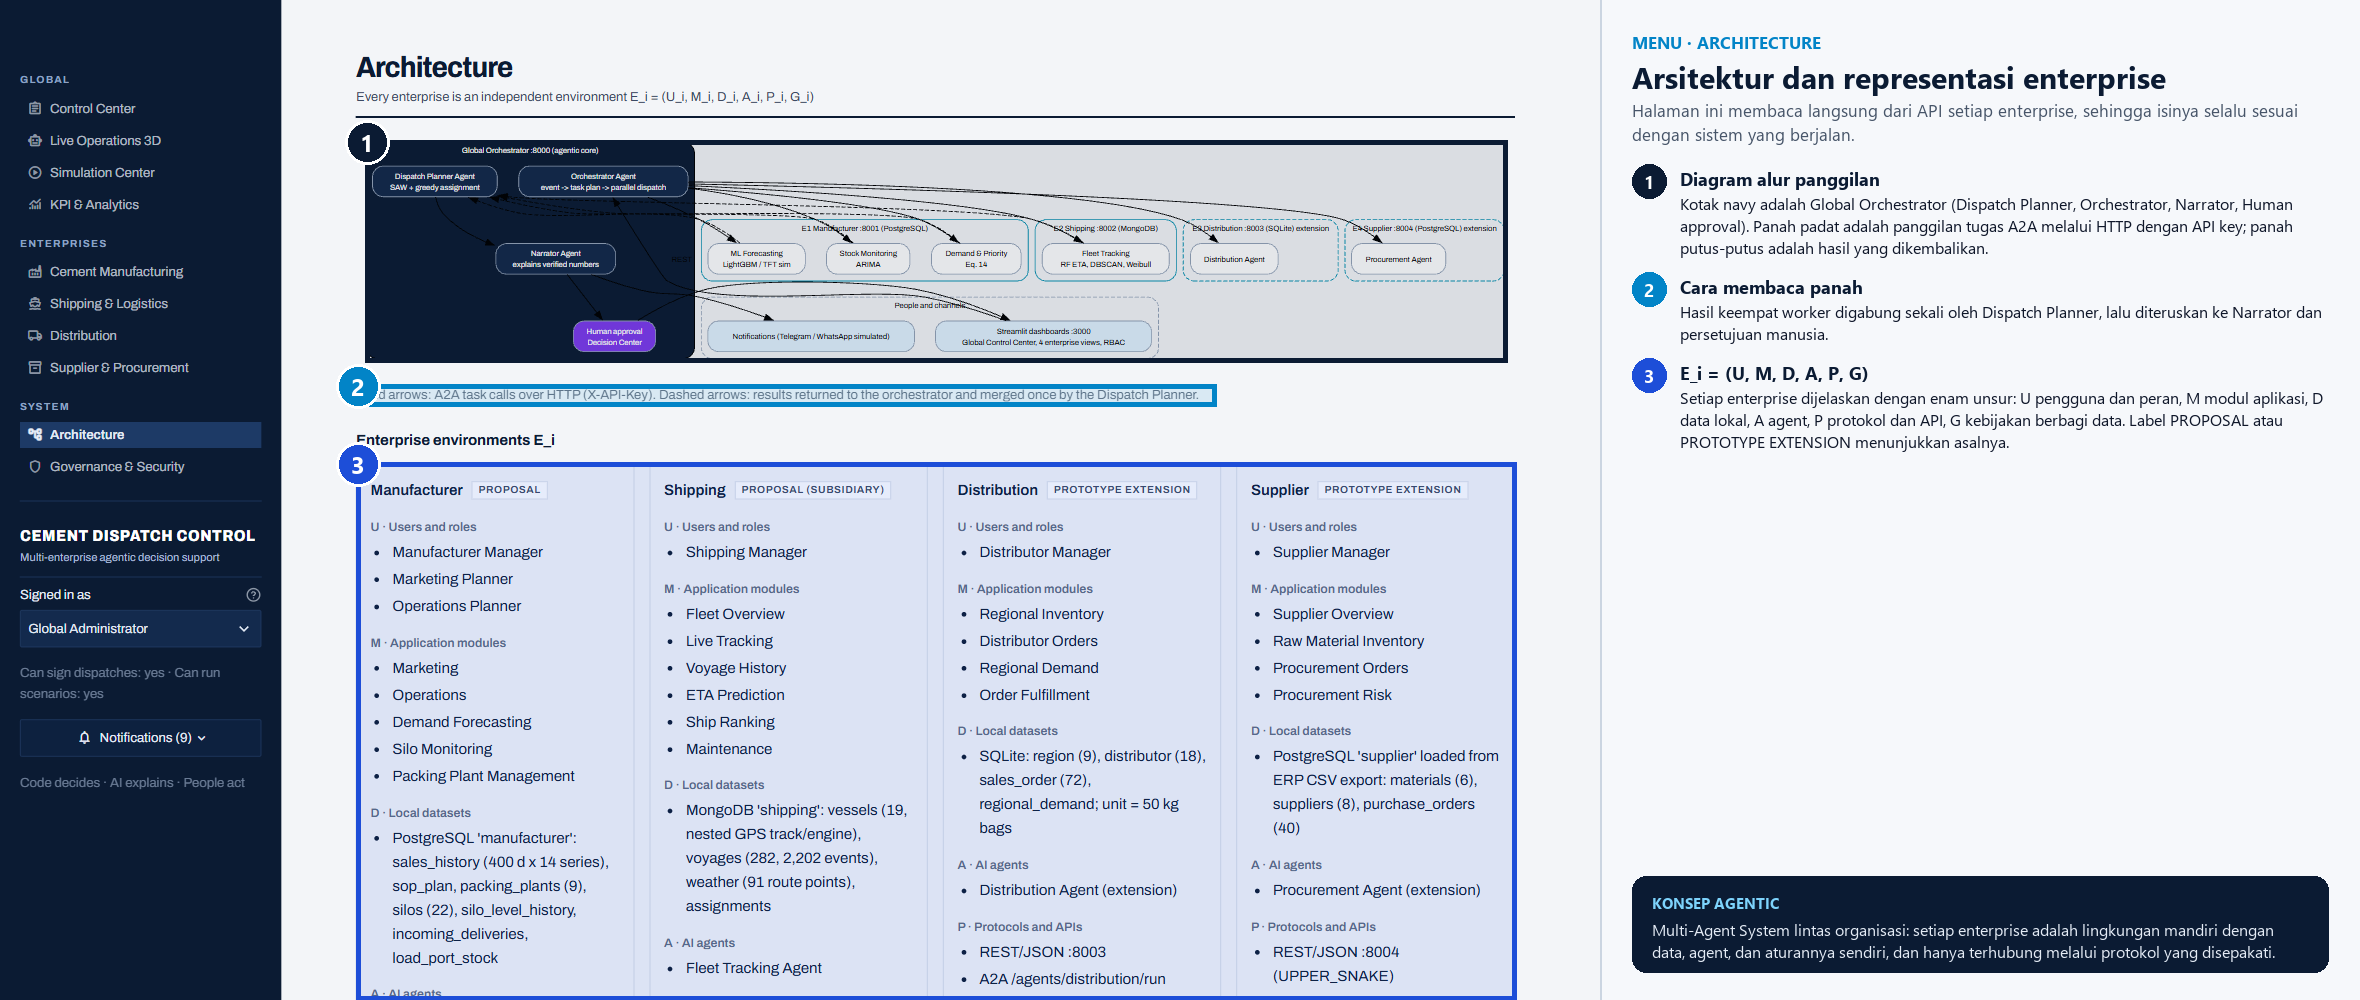 GLOBAL
Control Center
Live Operations 3D
Simulation Center
KPI & Analytics
ENTERPRISES
Cement Manufacturing
Shipping & Logistics
Distribution
Supplier & Procurement
SYSTEM
Architecture
Governance & Security
CEMENT DISPATCH CONTROL
Multi-enterprise agentic decision support
Signed in as
Global Administrator
Can sign dispatches: yes · Can run
scenarios: yes
Notifications (9)
Code decides · AI explains · People act
Architecture
Every enterprise is an independent environment E_i = (U_i, M_i, D_i, A_i, P_i, G_i)
1
Global Orchestrator :8000 (agentic core)
Dispatch Planner Agent
SAW + greedy assignment
Orchestrator Agent
event -> task plan -> parallel dispatch
Narrator Agent
explains verified numbers
Human approval
Decision Center
REST
E1 Manufacturer :8001 (PostgreSQL)
ML Forecasting
LightGBM / TFT sim
Stock Monitoring
ARIMA
Demand & Priority
Eq. 14
E2 Shipping :8002 (MongoDB)
Fleet Tracking
RF ETA, DBSCAN, Weibull
E3 Distribution :8003 (SQLite) extension
Distribution Agent
E4 Supplier :8004 (PostgreSQL) extension
Procurement Agent
People and channels
Notifications (Telegram / WhatsApp simulated)
Streamlit dashboards :3000
Global Control Center, 4 enterprise views, RBAC
2
d arrows: A2A task calls over HTTP (X-API-Key). Dashed arrows: results returned to the orchestrator and merged once by the Dispatch Planner.
Enterprise environments E_i
3
Manufacturer PROPOSAL
U · Users and roles
• Manufacturer Manager
• Marketing Planner
• Operations Planner
M · Application modules
• Marketing
• Operations
• Demand Forecasting
• Silo Monitoring
• Packing Plant Management
D · Local datasets
• PostgreSQL 'manufacturer':
sales_history (400 d x 14 series),
sop_plan, packing_plants (9),
silos (22), silo_level_history,
incoming_deliveries,
load_port_stock
A · AI agents
Shipping PROPOSAL (SUBSIDIARY)
U · Users and roles
• Shipping Manager
M · Application modules
• Fleet Overview
• Live Tracking
• Voyage History
• ETA Prediction
• Ship Ranking
• Maintenance
D · Local datasets
• MongoDB 'shipping': vessels (19,
nested GPS track/engine),
voyages (282, 2,202 events),
weather (91 route points),
assignments
A · AI agents
• Fleet Tracking Agent
Distribution PROTOTYPE EXTENSION
U · Users and roles
• Distributor Manager
M · Application modules
• Regional Inventory
• Distributor Orders
• Regional Demand
• Order Fulfillment
D · Local datasets
• SQLite: region (9), distributor (18),
sales_order (72),
regional_demand; unit = 50 kg
bags
A · AI agents
• Distribution Agent (extension)
P · Protocols and APIs
• REST/JSON :8003
• A2A /agents/distribution/run
Supplier PROTOTYPE EXTENSION
U · Users and roles
• Supplier Manager
M · Application modules
• Supplier Overview
• Raw Material Inventory
• Procurement Orders
• Procurement Risk
D · Local datasets
• PostgreSQL 'supplier' loaded from
ERP CSV export: materials (6),
suppliers (8), purchase_orders
(40)
A · AI agents
• Procurement Agent (extension)
P · Protocols and APIs
• REST/JSON :8004
(UPPER_SNAKE)
MENU · ARCHITECTURE
Arsitektur dan representasi enterprise
Halaman ini membaca langsung dari API setiap enterprise, sehingga isinya selalu sesuai
dengan sistem yang berjalan.
1 Diagram alur panggilan
Kotak navy adalah Global Orchestrator (Dispatch Planner, Orchestrator, Narrator, Human
approval). Panah padat adalah panggilan tugas A2A melalui HTTP dengan API key; panah
putus-putus adalah hasil yang dikembalikan.
2 Cara membaca panah
Hasil keempat worker digabung sekali oleh Dispatch Planner, lalu diteruskan ke Narrator dan
persetujuan manusia.
3 E_i = (U, M, D, A, P, G)
Setiap enterprise dijelaskan dengan enam unsur: U pengguna dan peran, M modul aplikasi, D
data lokal, A agent, P protokol dan API, G kebijakan berbagi data. Label PROPOSAL atau
PROTOTYPE EXTENSION menunjukkan asalnya.
KONSEP AGENTIC
Multi-Agent System lintas organisasi: setiap enterprise adalah lingkungan mandiri dengan
data, agent, dan aturannya sendiri, dan hanya terhubung melalui protokol yang disepakati.